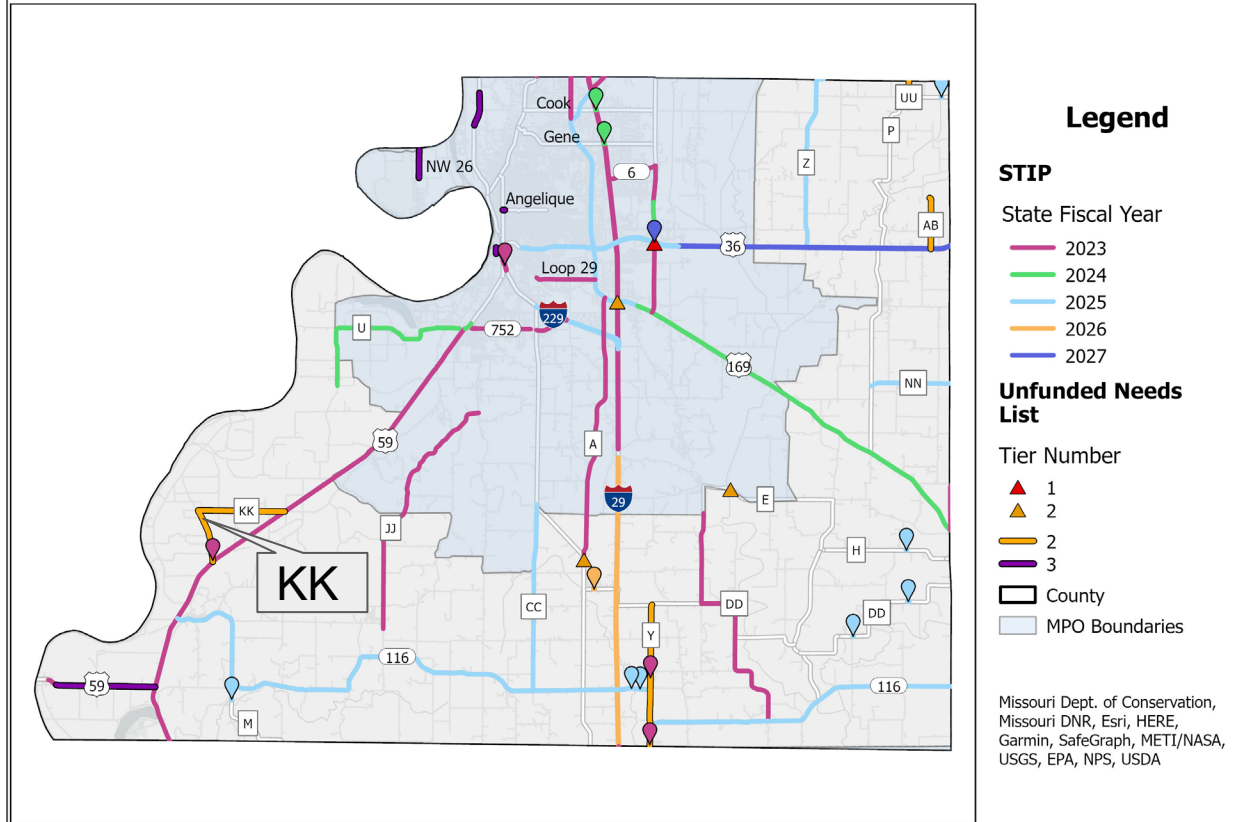 Cook
UU
P
Gene
Z
NW 26
6
Angelique
AB
36
Loop 29
229
U
752
169
NN
59
A
29
E
KK
JJ
H
KK
CC
DD
DD
Y
116
59
116
M
Legend
STIP
State Fiscal Year
2023
2024
2025
2026
2027
Unfunded Needs
List
Tier Number
1
2
2
3
County
MPO Boundaries
Missouri Dept. of Conservation,
Missouri DNR, Esri, HERE,
Garmin, SafeGraph, METI/NASA,
USGS, EPA, NPS, USDA